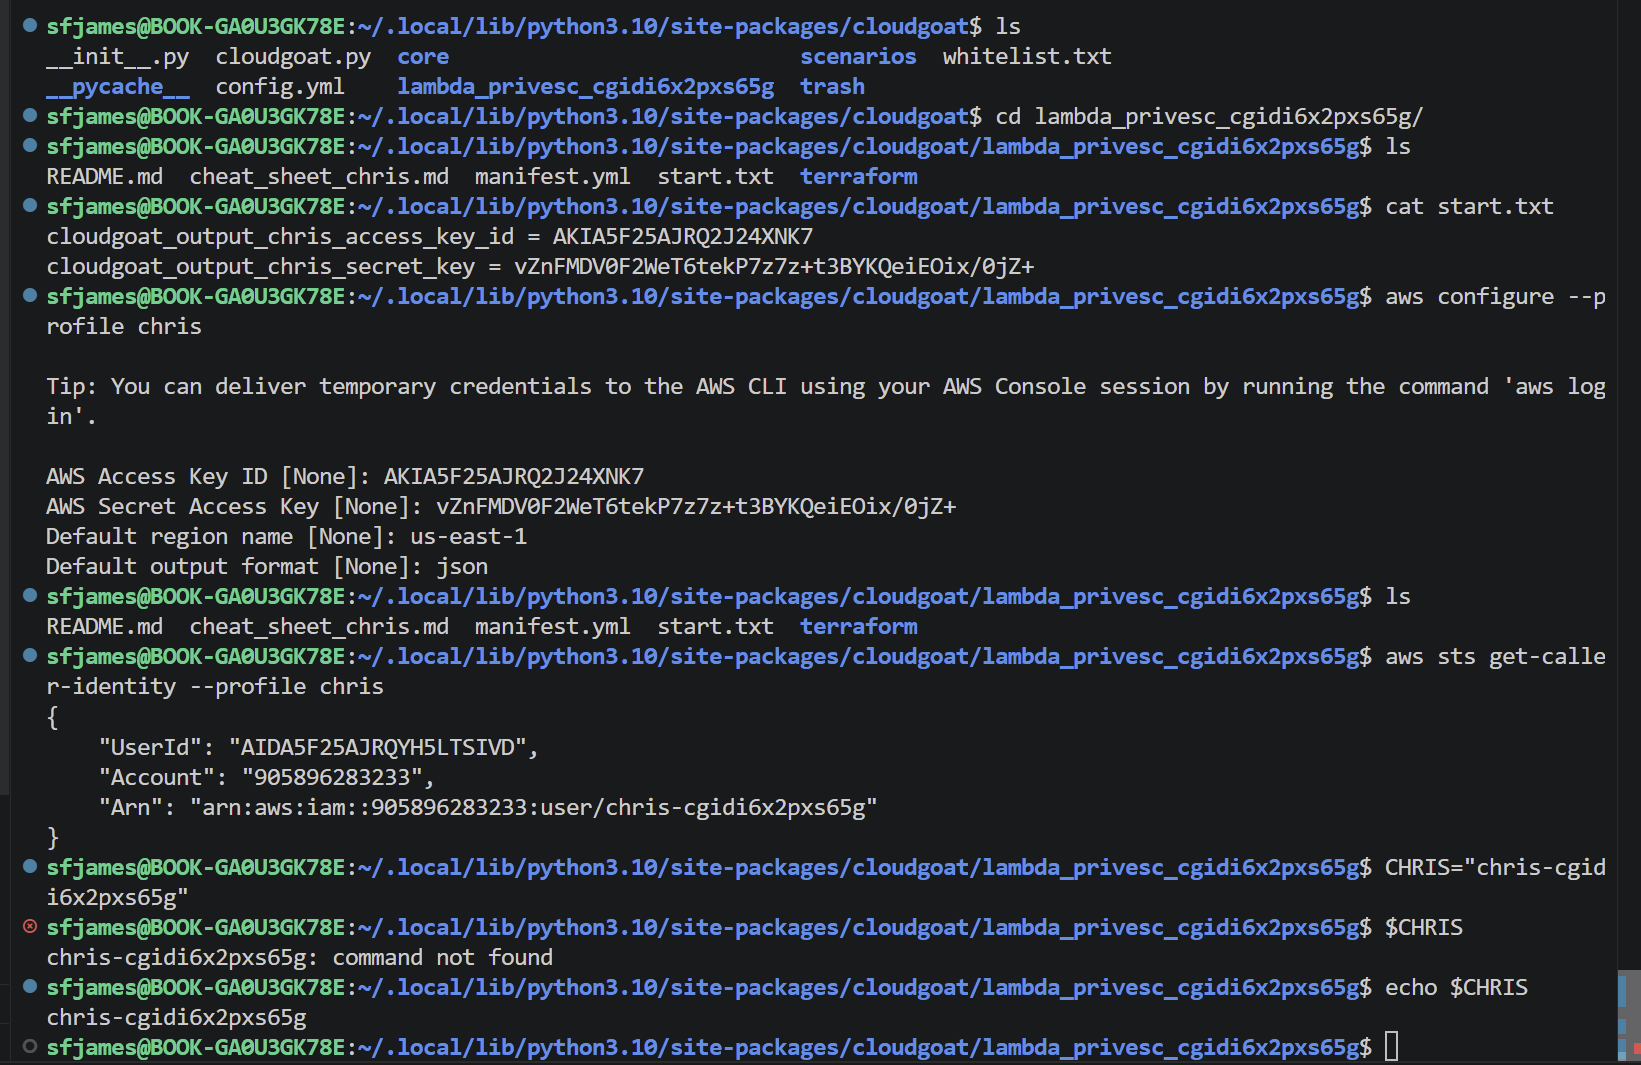 sfjames@BOOK-GA0U3GK78E:~/.local/lib/python3.10/site-packages/cloudgoat$ ls
__init__.py  cloudgoat.py  core                           scenarios  whitelist.txt
__pycache__  config.yml    lambda_privesc_cgidi6x2pxs65g  trash
sfjames@BOOK-GA0U3GK78E:~/.local/lib/python3.10/site-packages/cloudgoat$ cd lambda_privesc_cgidi6x2pxs65g/
sfjames@BOOK-GA0U3GK78E:~/.local/lib/python3.10/site-packages/cloudgoat/lambda_privesc_cgidi6x2pxs65g$ ls
README.md  cheat_sheet_chris.md  manifest.yml  start.txt  terraform
sfjames@BOOK-GA0U3GK78E:~/.local/lib/python3.10/site-packages/cloudgoat/lambda_privesc_cgidi6x2pxs65g$ cat start.txt
cloudgoat_output_chris_access_key_id = AKIA5F25AJRQ2J24XNK7
cloudgoat_output_chris_secret_key = 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
sfjames@BOOK-GA0U3GK78E:~/.local/lib/python3.10/site-packages/cloudgoat/lambda_privesc_cgidi6x2pxs65g$ aws configure --p
rofile chris
Tip: You can deliver temporary credentials to the AWS CLI using your AWS Console session by running the command 'aws log
in'.
AWS Access Key ID [None]: AKIA5F25AJRQ2J24XNK7
AWS Secret Access Key [None]: vZnFMDV0F2WeT6tekP7z7z+t3BYKQeiEOix/0jZ+
Default region name [None]: us-east-1
Default output format [None]: json
sfjames@BOOK-GA0U3GK78E:~/.local/lib/python3.10/site-packages/cloudgoat/lambda_privesc_cgidi6x2pxs65g$ ls
README.md  cheat_sheet_chris.md  manifest.yml  start.txt  terraform
sfjames@BOOK-GA0U3GK78E:~/.local/lib/python3.10/site-packages/cloudgoat/lambda_privesc_cgidi6x2pxs65g$ aws sts get-calle
r-identity --profile chris
{
    "UserId": "AIDA5F25AJRQYH5LTSIVD",
    "Account": "905896283233",
    "Arn": "arn:aws:iam::905896283233:user/chris-cgidi6x2pxs65g"
}
sfjames@BOOK-GA0U3GK78E:~/.local/lib/python3.10/site-packages/cloudgoat/lambda_privesc_cgidi6x2pxs65g$ CHRIS="chris-cgid
i6x2pxs65g"
sfjames@BOOK-GA0U3GK78E:~/.local/lib/python3.10/site-packages/cloudgoat/lambda_privesc_cgidi6x2pxs65g$ $CHRIS
chris-cgidi6x2pxs65g: command not found
sfjames@BOOK-GA0U3GK78E:~/.local/lib/python3.10/site-packages/cloudgoat/lambda_privesc_cgidi6x2pxs65g$ echo $CHRIS
chris-cgidi6x2pxs65g
sfjames@BOOK-GA0U3GK78E:~/.local/lib/python3.10/site-packages/cloudgoat/lambda_privesc_cgidi6x2pxs65g$